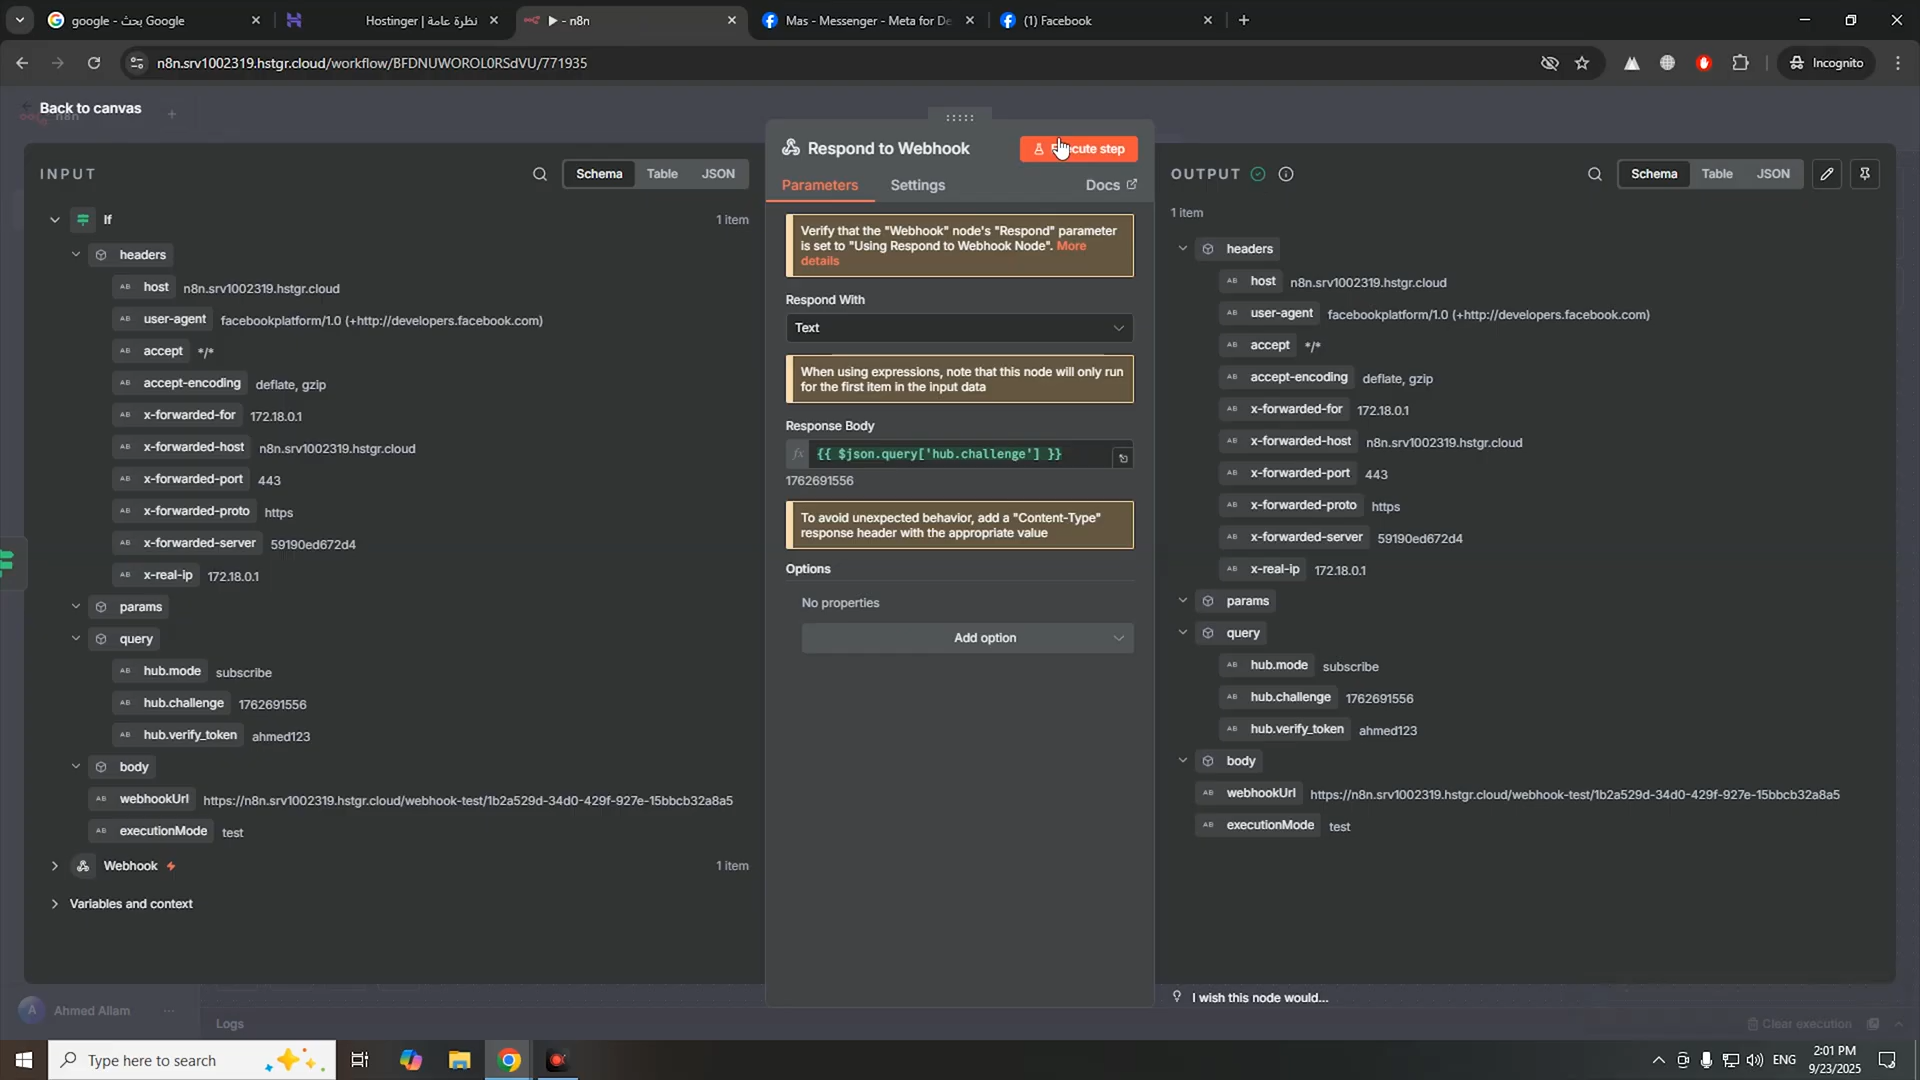 google - بحث Google
Hostinger | نظرة عامة
▶ - n8n
Mas - Messenger - Meta for De
(1) Facebook
n8n.srv1002319.hstgr.cloud/workflow/BFDNUWOROL0RSdVU/771935
Incognito
Back to canvas
n8n
Respond to Webhook
Execute step
Parameters
Settings
Docs
INPUT
Schema
Table
JSON
If
1 item
headers
host n8n.srv1002319.hstgr.cloud
user-agent facebookplatform/1.0 (+http://developers.facebook.com)
accept */*
accept-encoding deflate, gzip
x-forwarded-for 172.18.0.1
x-forwarded-host n8n.srv1002319.hstgr.cloud
x-forwarded-port 443
x-forwarded-proto https
x-forwarded-server 59190ed672d4
x-real-ip 172.18.0.1
params
query
hub.mode subscribe
hub.challenge 1762691556
hub.verify_token ahmed123
body
webhookUrl https://n8n.srv1002319.hstgr.cloud/webhook-test/1b2a529d-34d0-429f-927e-15bbcb32a8a5
executionMode test
Webhook
1 item
Variables and context
Verify that the "Webhook" node's "Respond" parameter
is set to "Using Respond to Webhook Node". More
details
Respond With
Text
When using expressions, note that this node will only run
for the first item in the input data
Response Body
fx {{ $json.query['hub.challenge'] }}
1762691556
To avoid unexpected behavior, add a "Content-Type"
response header with the appropriate value
Options
No properties
Add option
OUTPUT
Schema
Table
JSON
1 item
headers
host n8n.srv1002319.hstgr.cloud
user-agent facebookplatform/1.0 (+http://developers.facebook.com)
accept */*
accept-encoding deflate, gzip
x-forwarded-for 172.18.0.1
x-forwarded-host n8n.srv1002319.hstgr.cloud
x-forwarded-port 443
x-forwarded-proto https
x-forwarded-server 59190ed672d4
x-real-ip 172.18.0.1
params
query
hub.mode subscribe
hub.challenge 1762691556
hub.verify_token ahmed123
body
webhookUrl https://n8n.srv1002319.hstgr.cloud/webhook-test/1b2a529d-34d0-429f-927e-15bbcb32a8a5
executionMode test
I wish this node would...
A Ahmed Allam
Logs
Clear execution
Type here to search
ENG
2:01 PM
9/23/2025